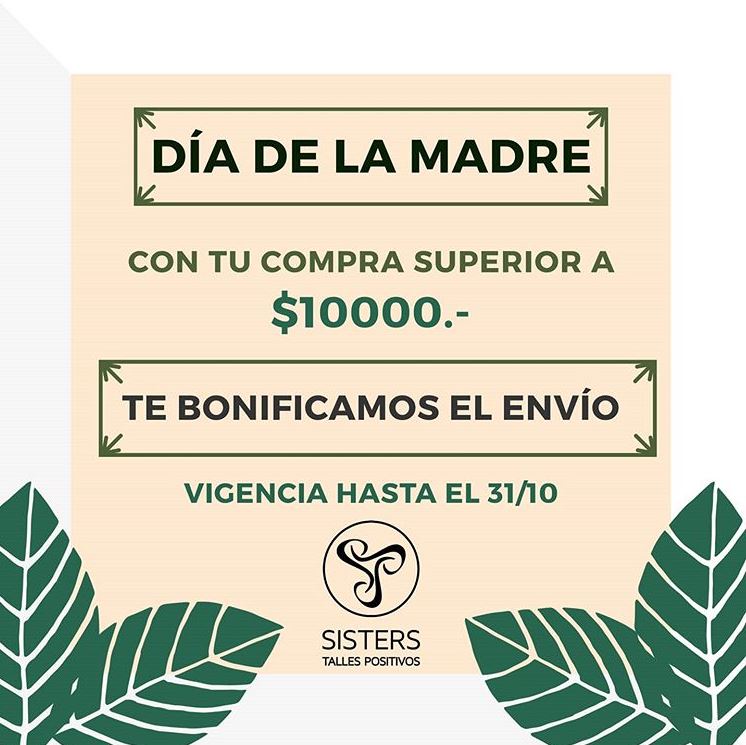 DÍA DE LA MADRE
CON TU COMPRA SUPERIOR A
$10000.-
TE BONIFICAMOS EL ENVÍO
VIGENCIA HASTA EL 31/10
SISTERS
TALLES POSITIVOS